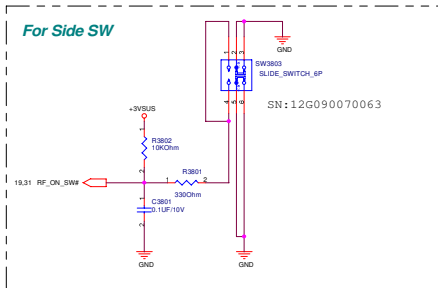 For Side SW
GND
1
2
3
SW3803
SLIDE_SWITCH_6P
4
5
6
SN:12G090070063
+3VSUS
1
R3802
10KOhm
2
R3801
19,31 RF_ON_SW#
1
2
330Ohm
1
C3801
0.1UF/10V
2
GND
GND